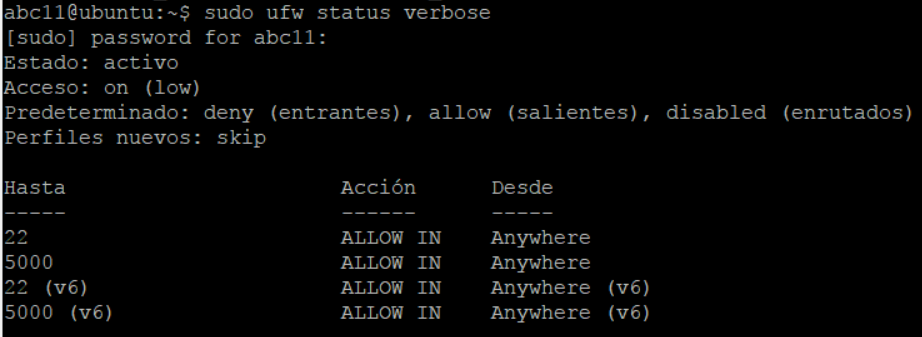 abc11@ubuntu:~$ sudo ufw status verbose
[sudo] password for abc11:
Estado: activo
Acceso: on (low)
Predeterminado: deny (entrantes), allow (salientes), disabled (enrutados)
Perfiles nuevos: skip

Hasta                      Acción      Desde
-----                      ------      -----
22                         ALLOW IN    Anywhere
5000                       ALLOW IN    Anywhere
22 (v6)                    ALLOW IN    Anywhere (v6)
5000 (v6)                  ALLOW IN    Anywhere (v6)